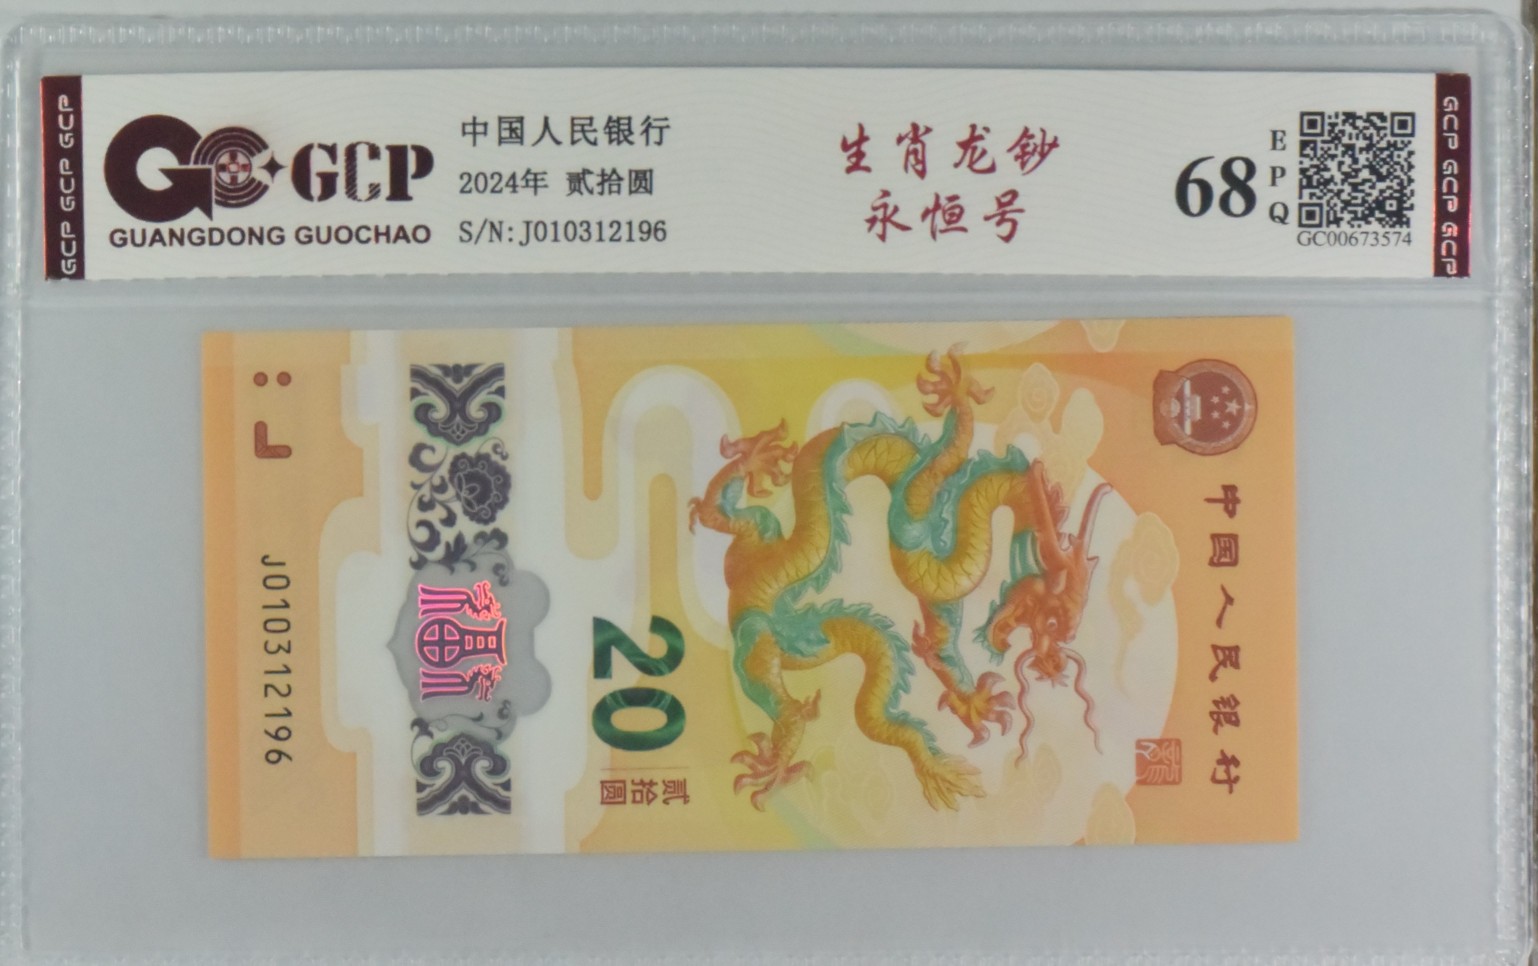 GCP GCP GCP
GCP
GUANGDONG GUOCHAO
中国人民银行
2024年 贰拾圆
S/N:J010312196
生肖龙钞
永恒号
68
EPQ
GC00673574
GCP GCP GCP
中国人民银行
20
贰拾圆
J010312196